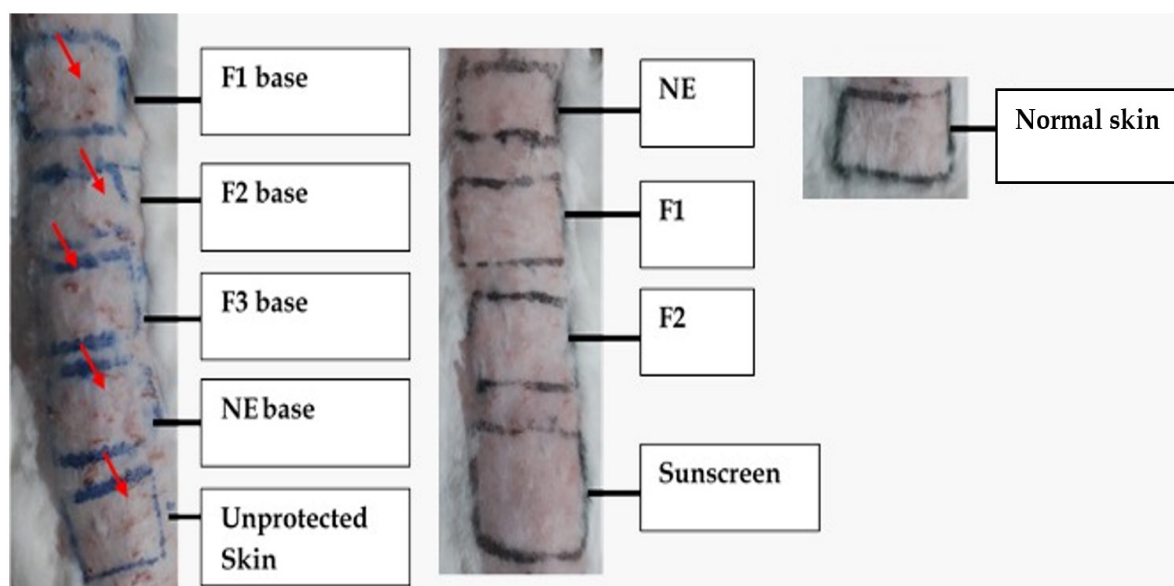 F1 base
F2 base
F3 base
NE base
Unprotected
Skin
NE
F1
F2
Sunscreen
Normal skin